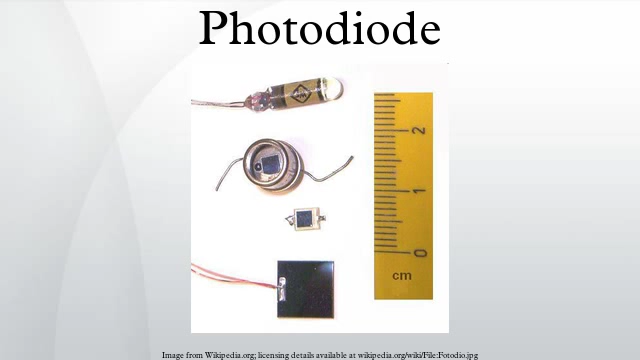 Photodiode
2
1
0
cm
Image from Wikipedia.org; licensing details available at wikipedia.org/wiki/File:Fotodio.jpg